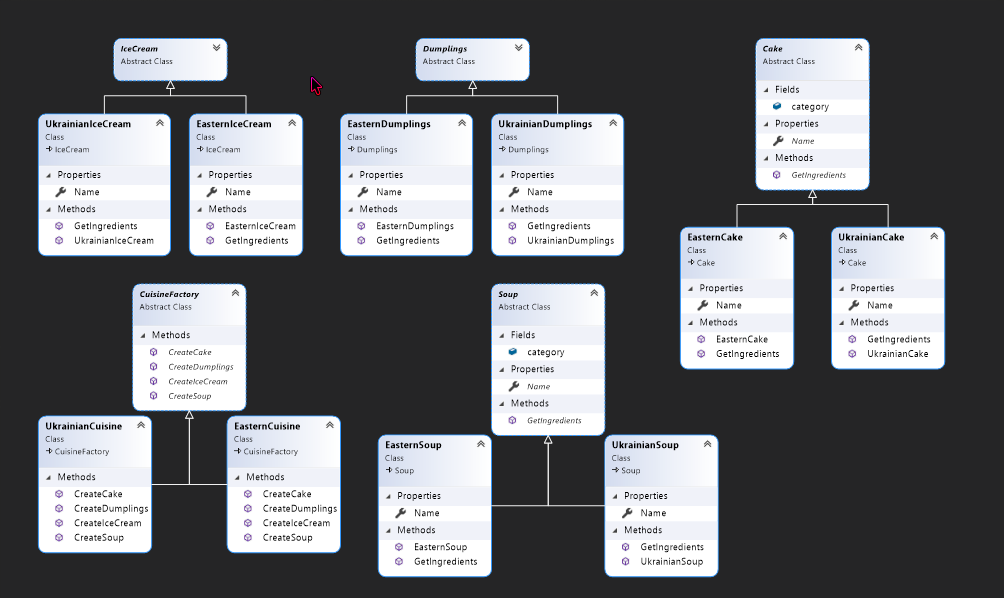 IceCream
Abstract Class
UkrainianIceCream
Class
IceCream
Properties
Name
Methods
GetIngredients
UkrainianIceCream
EasternIceCream
Class
IceCream
Properties
Name
Methods
EasternIceCream
GetIngredients
Dumplings
Abstract Class
EasternDumplings
Class
Dumplings
Properties
Name
Methods
EasternDumplings
GetIngredients
UkrainianDumplings
Class
Dumplings
Properties
Name
Methods
GetIngredients
UkrainianDumplings
Cake
Abstract Class
Fields
category
Properties
Name
Methods
GetIngredients
EasternCake
Class
Cake
Properties
Name
Methods
EasternCake
GetIngredients
UkrainianCake
Class
Cake
Properties
Name
Methods
GetIngredients
UkrainianCake
CuisineFactory
Abstract Class
Methods
CreateCake
CreateDumplings
CreateIceCream
CreateSoup
UkrainianCuisine
Class
CuisineFactory
Methods
CreateCake
CreateDumplings
CreateIceCream
CreateSoup
EasternCuisine
Class
CuisineFactory
Methods
CreateCake
CreateDumplings
CreateIceCream
CreateSoup
Soup
Abstract Class
Fields
category
Properties
Name
Methods
GetIngredients
EasternSoup
Class
Soup
Properties
Name
Methods
EasternSoup
GetIngredients
UkrainianSoup
Class
Soup
Properties
Name
Methods
GetIngredients
UkrainianSoup